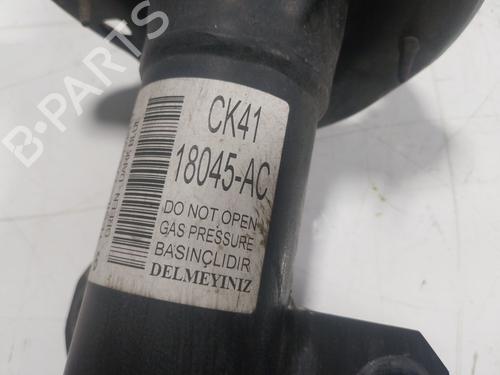 CK41
18045-AC
DO NOT OPEN
GAS PRESSURE
BASINÇLIDIR
DELMEYINIZ
B-PARTS